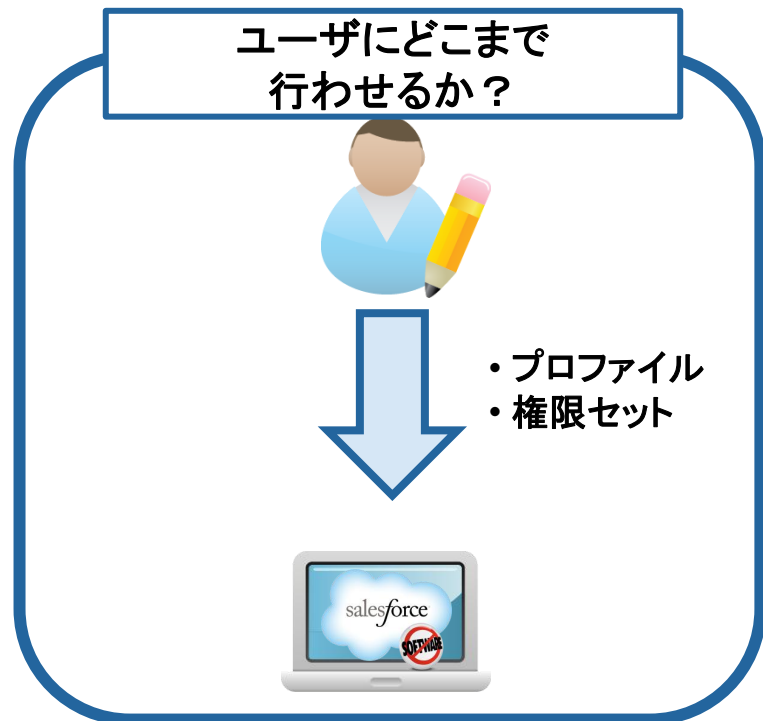 ユーザにどこまで
行わせるか？
・プロファイル
・権限セット
salesforce
SOFTWARE